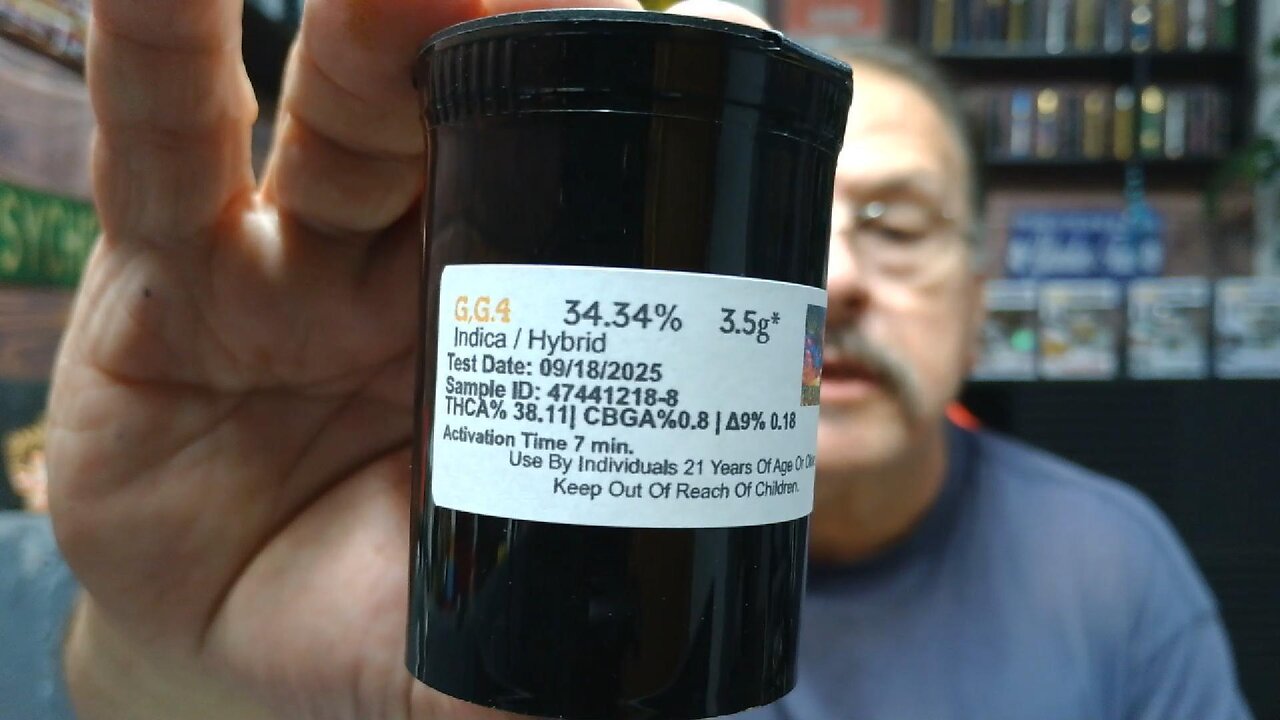 G,G.4 34.34% 3.5g*
Indica / Hybrid
Test Date: 09/18/2025
Sample ID: 47441218-8
THCA% 38.11| CBGA%0.8 | Δ9% 0.18
Activation Time 7 min.
Use By Individuals 21 Years Of Age Or
Keep Out Of Reach Of Children.